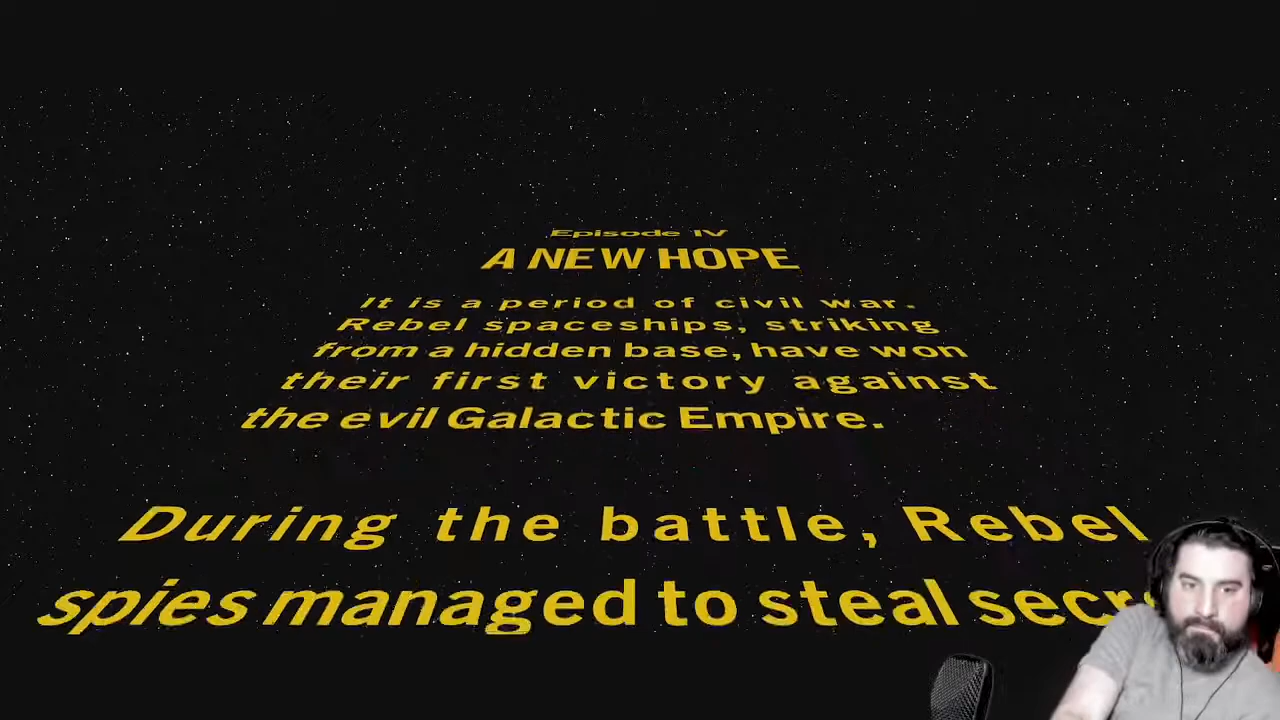 Episode IV
A NEW HOPE
It is a period of civil war.
Rebel spaceships, striking
from a hidden base, have won
their first victory against
the evil Galactic Empire.
During the battle, Rebel
spies managed to steal